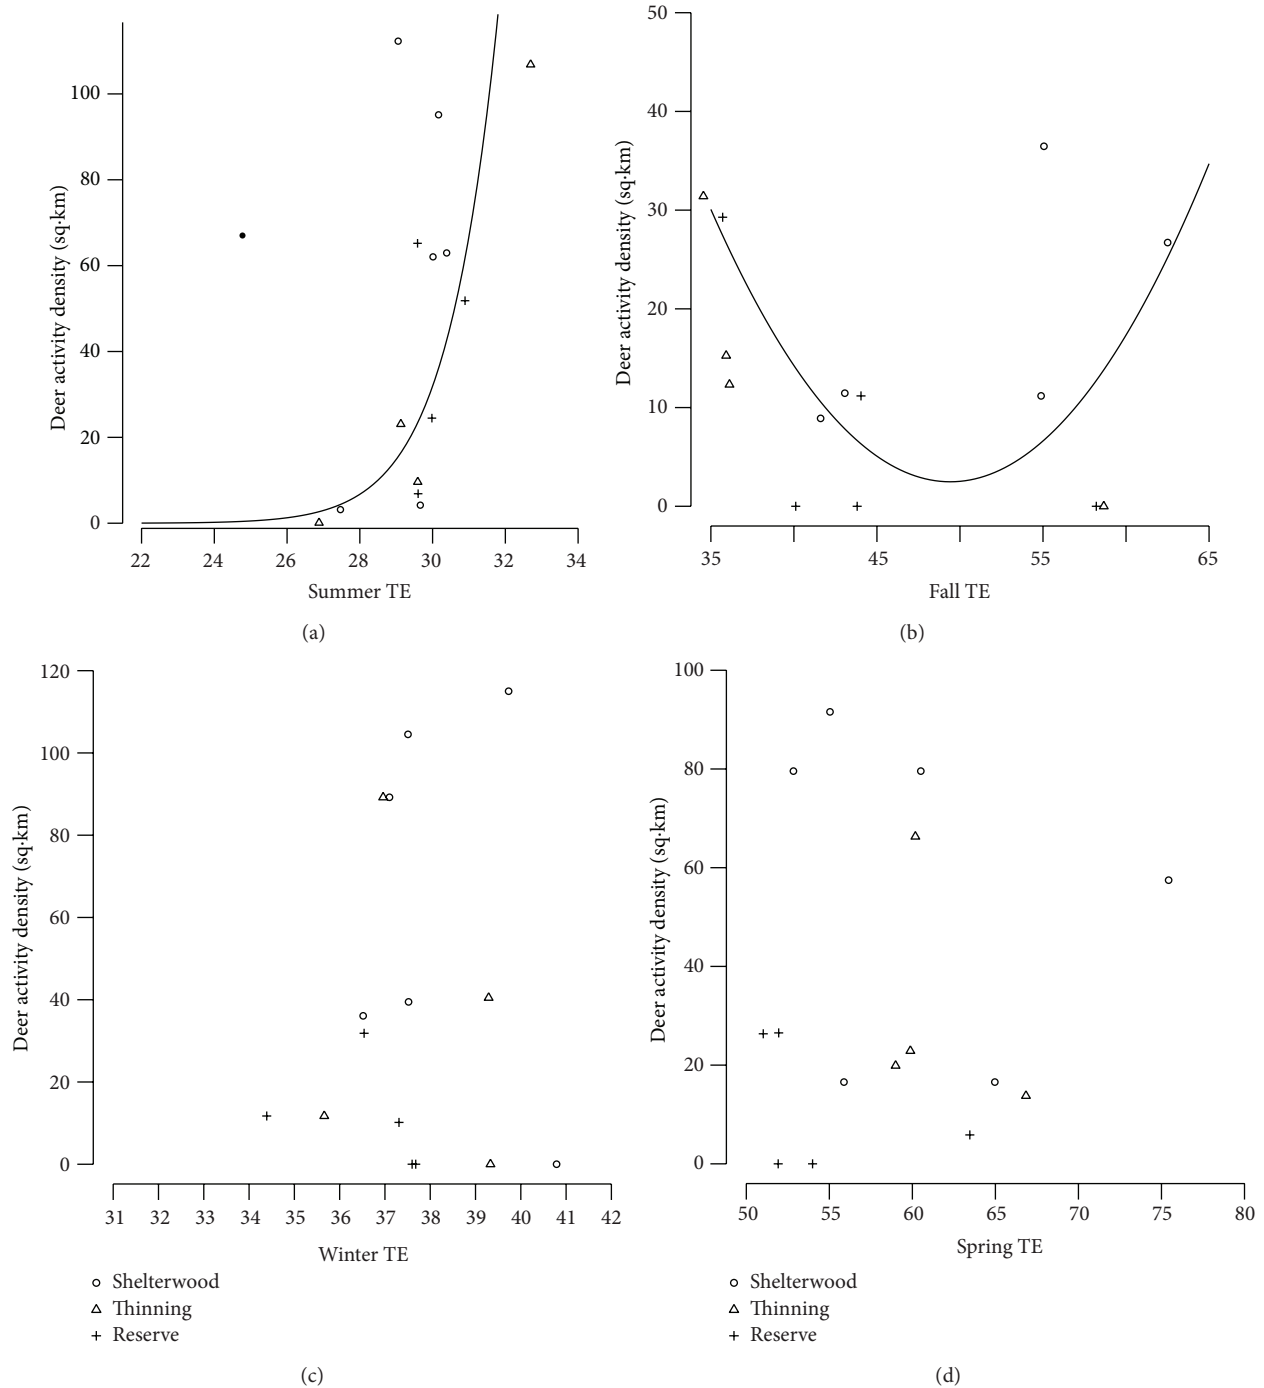 Deer activity density (sq·km)
100
80
60
40
20
0
22 24 26 28 30 32 34
Summer TE
(a)
Deer activity density (sq·km)
50
40
30
20
10
0
35 45 55 65
Fall TE
(b)
Deer activity density (sq·km)
120
100
80
60
40
20
0
31 32 33 34 35 36 37 38 39 40 41 42
Winter TE
Shelterwood
Thinning
Reserve
(c)
Deer activity density (sq·km)
100
80
60
40
20
0
50 55 60 65 70 75 80
Spring TE
Shelterwood
Thinning
Reserve
(d)